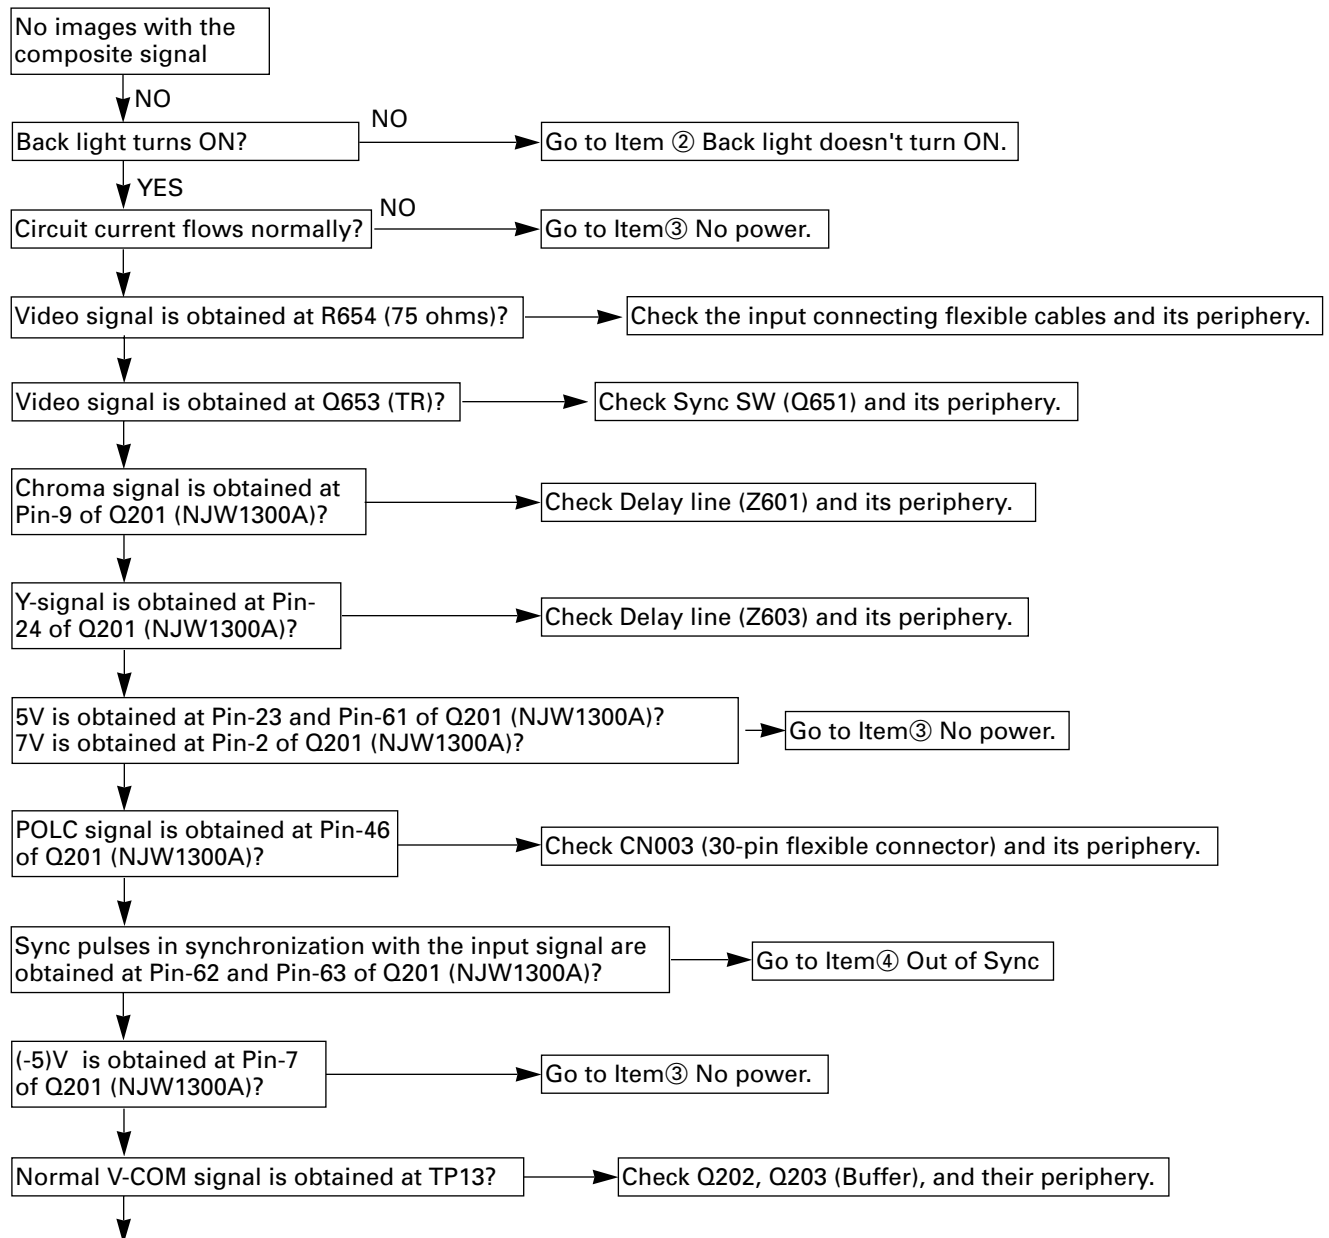 No images with the
composite signal
NO
Back light turns ON?
NO
Go to Item ② Back light doesn't turn ON.
YES
Circuit current flows normally?
NO
Go to Item③ No power.
Video signal is obtained at R654 (75 ohms)?
Check the input connecting flexible cables and its periphery.
Video signal is obtained at Q653 (TR)?
Check Sync SW (Q651) and its periphery.
Chroma signal is obtained at
Pin-9 of Q201 (NJW1300A)?
Check Delay line (Z601) and its periphery.
Y-signal is obtained at Pin-
24 of Q201 (NJW1300A)?
Check Delay line (Z603) and its periphery.
5V is obtained at Pin-23 and Pin-61 of Q201 (NJW1300A)?
7V is obtained at Pin-2 of Q201 (NJW1300A)?
Go to Item③ No power.
POLC signal is obtained at Pin-46
of Q201 (NJW1300A)?
Check CN003 (30-pin flexible connector) and its periphery.
Sync pulses in synchronization with the input signal are
obtained at Pin-62 and Pin-63 of Q201 (NJW1300A)?
Go to Item④ Out of Sync
(-5)V is obtained at Pin-7
of Q201 (NJW1300A)?
Go to Item③ No power.
Normal V-COM signal is obtained at TP13?
Check Q202, Q203 (Buffer), and their periphery.